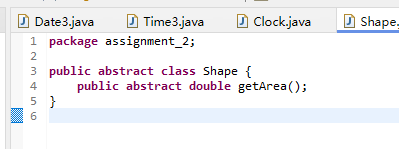 Date3.java Time3.java Clock.java Shape.
1 package assignment_2;
2
3 public abstract class Shape {
4 public abstract double getArea();
5 }
6